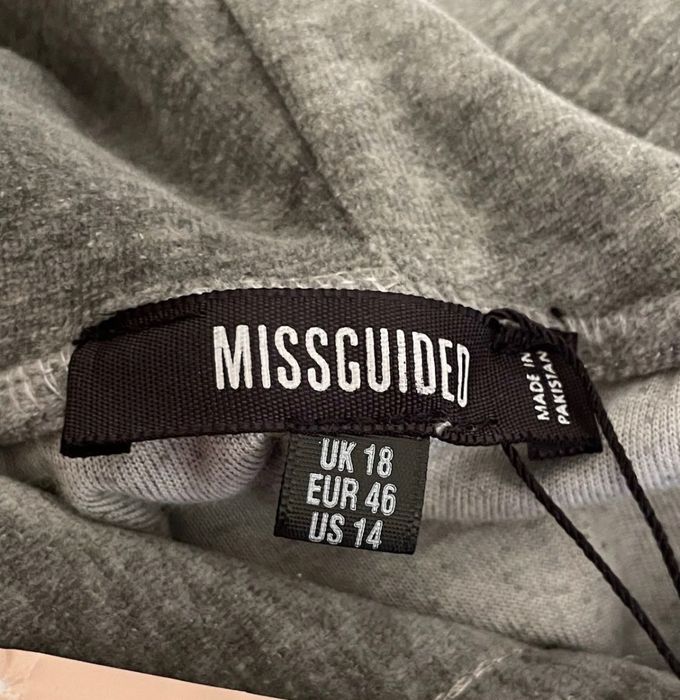 MISSGUIDED
MADE IN
PAKISTAN
UK 18
EUR 46
US 14